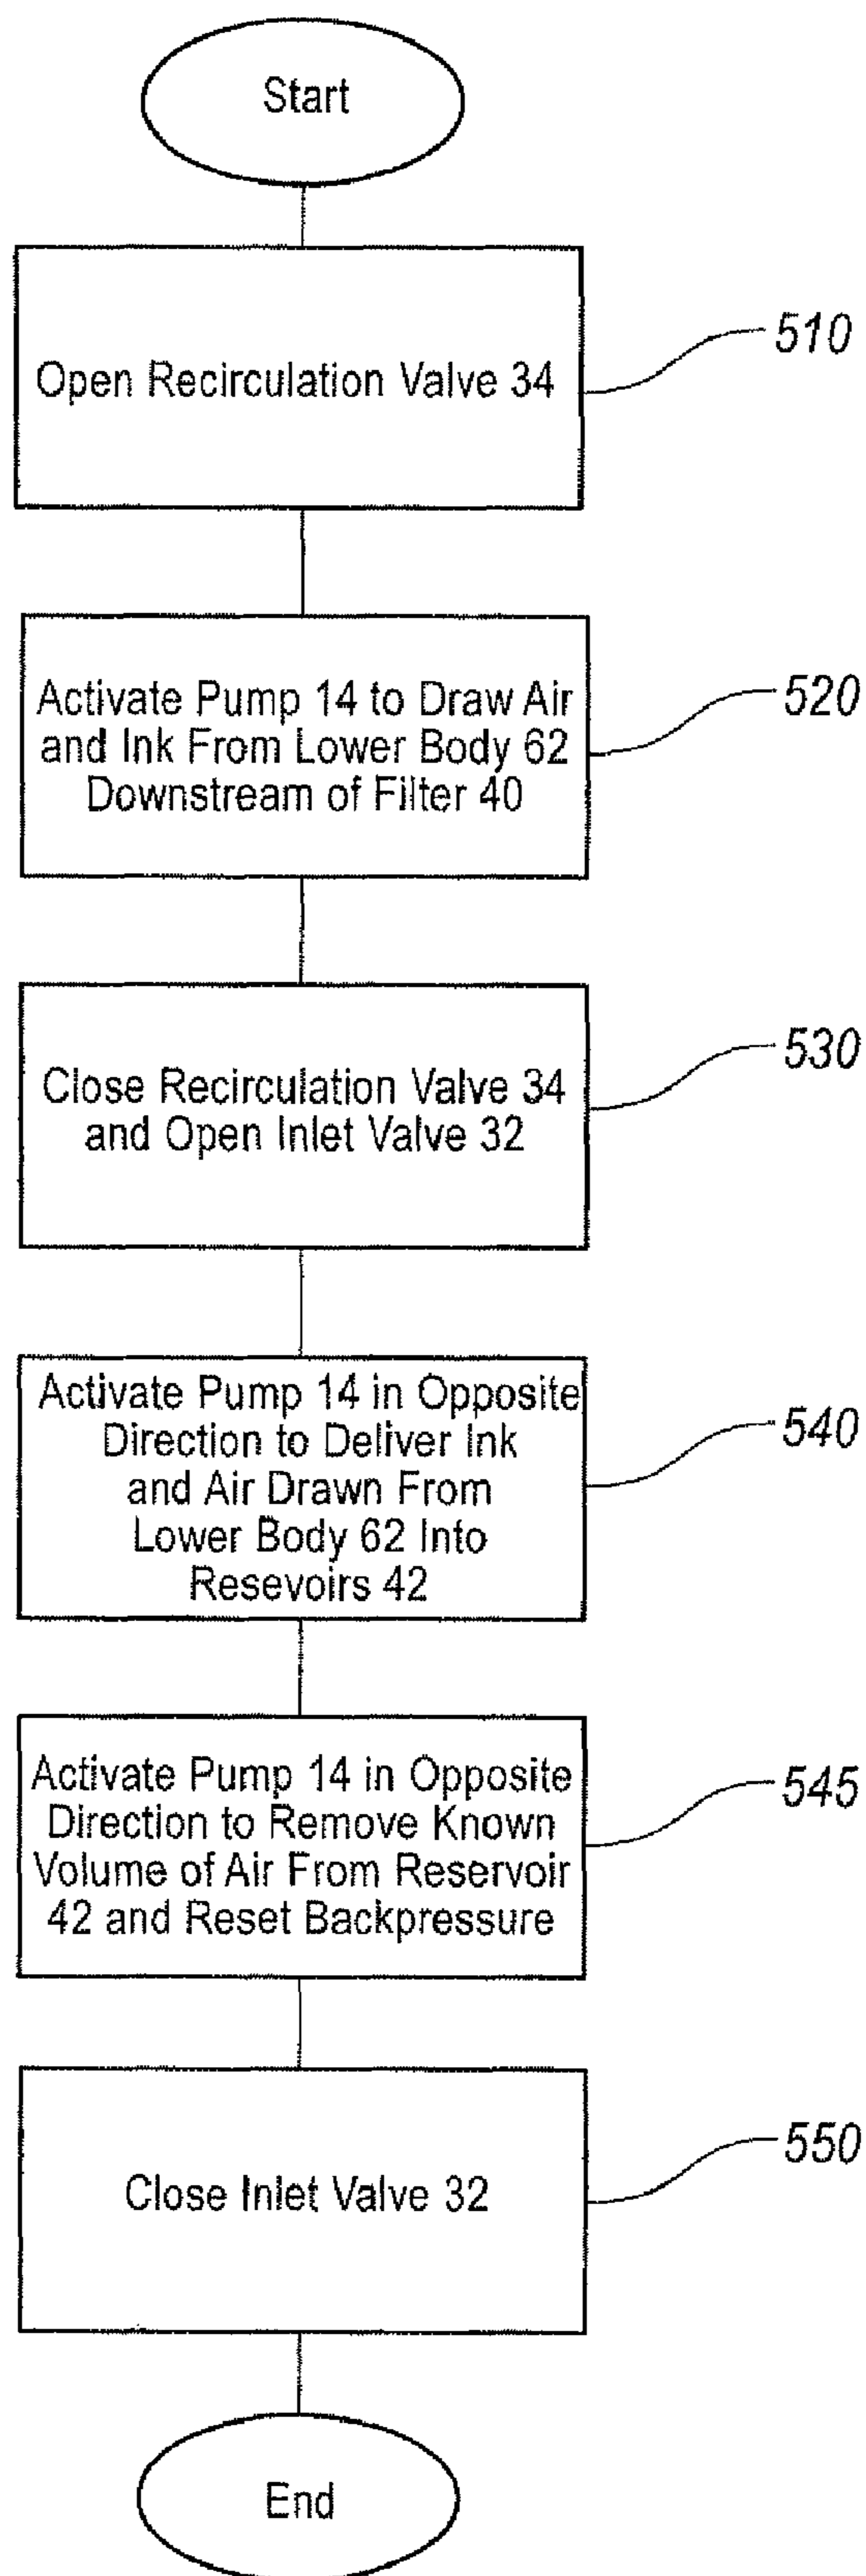 Start
Open Recirculation Valve 34
510
Activate Pump 14 to Draw Air
and Ink From Lower Body 62
Downstream of Filter 40
520
Close Recirculation Valve 34
and Open Inlet Valve 32
530
Activate Pump 14 in Opposite
Direction to Deliver Ink
and Air Drawn From
Lower Body 62 Into
Resevoirs 42
540
Activate Pump 14 in Opposite
Direction to Remove Known
Volume of Air From Reservoir
42 and Reset Backpressure
545
Close Inlet Valve 32
550
End